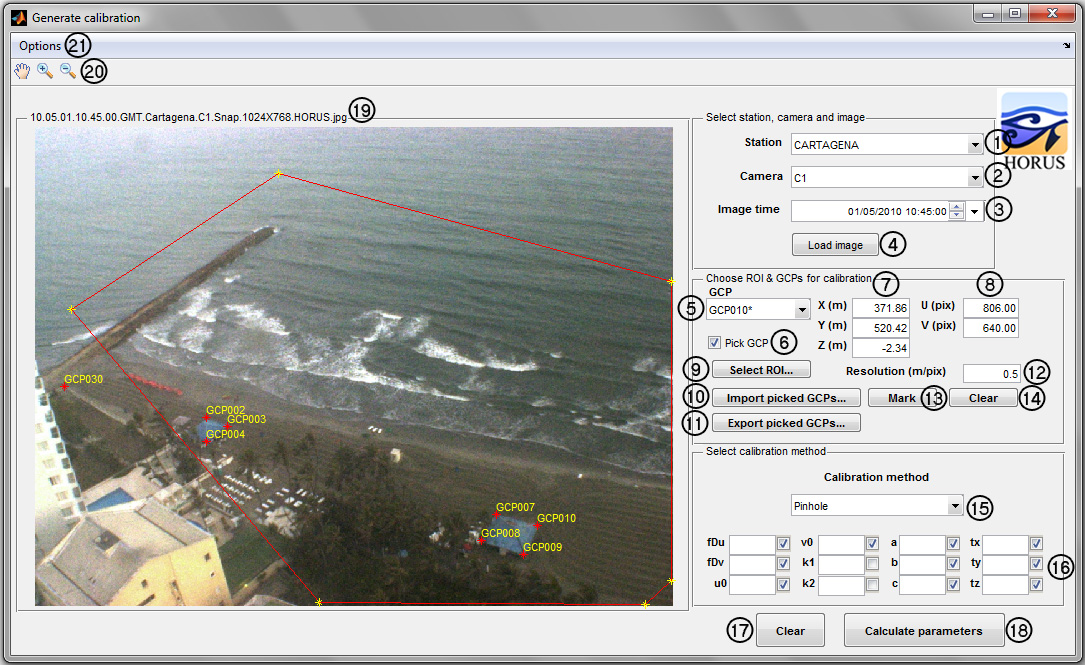 Generate calibration
Options 21
20
10.05.01.10.45.00.GMT.Cartagena.C1.Snap.1024X768.HORUS.jpg 19
GCP030
GCP002
GCP003
GCP004
GCP007
GCP010
GCP008
GCP009
Select station, camera and image
Station CARTAGENA 1
HORUS
Camera C1 2
Image time 01/05/2010 10:45:00 3
Load image 4
Choose ROI & GCPs for calibration 7 8
GCP
5 GCP010* X (m) 371.86 U (pix) 806.00
Y (m) 520.42 V (pix) 640.00
Pick GCP 6 Z (m) -2.34
9 Select ROI... Resolution (m/pix) 0.5 12
10 Import picked GCPs... Mark 13 Clear 14
11 Export picked GCPs...
Select calibration method
Calibration method
Pinhole 15
fDu v0 a tx
fDv k1 b ty 16
u0 k2 c tz
17 Clear Calculate parameters 18